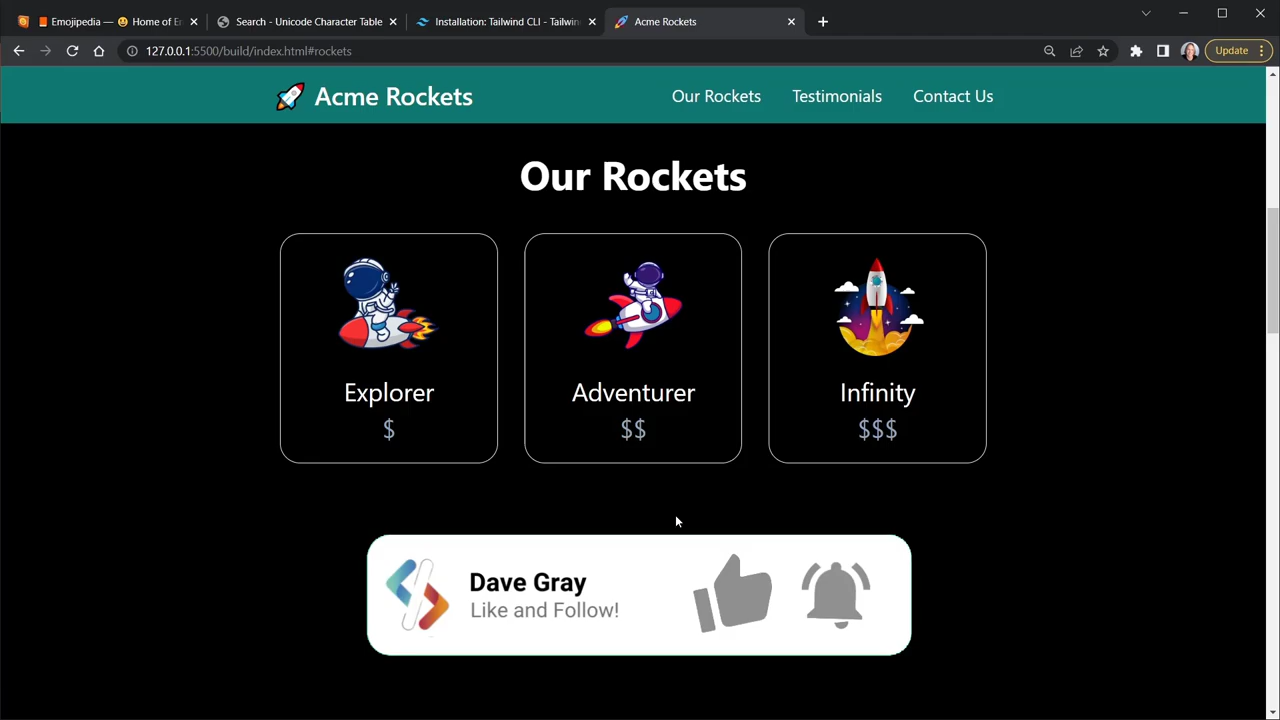 Emojipedia — 😃 Home of Em
Search - Unicode Character Table
Installation: Tailwind CLI - Tailwin
Acme Rockets
127.0.0.1:5500/build/index.html#rockets
Update
Acme Rockets
Our Rockets
Testimonials
Contact Us
Our Rockets
Explorer
$
Adventurer
$$
Infinity
$$$
Dave Gray
Like and Follow!